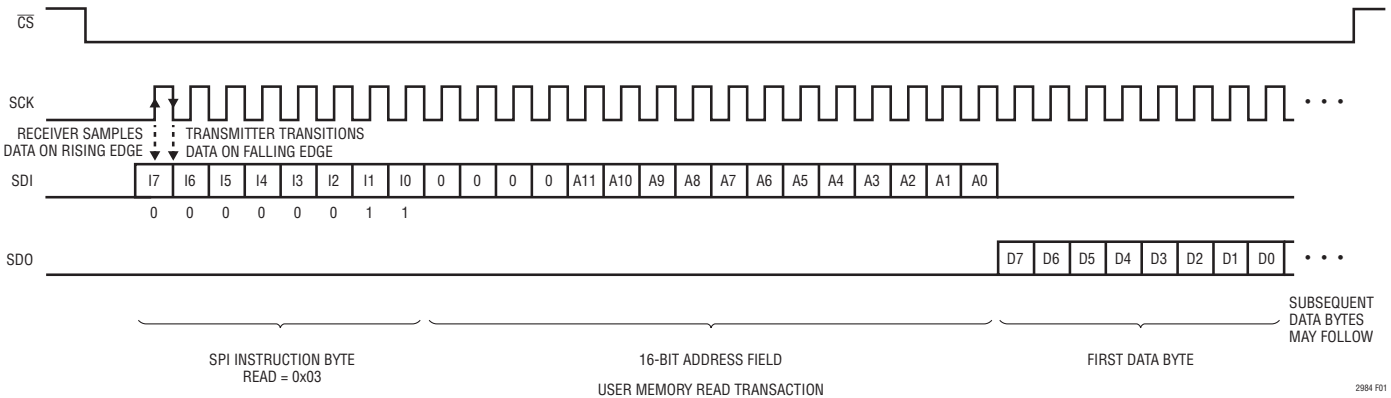 CS
SCK
• • •
RECEIVER SAMPLES
DATA ON RISING EDGE
TRANSMITTER TRANSITIONS
DATA ON FALLING EDGE
SDI
I7 I6 I5 I4 I3 I2 I1 I0 0 0 0 0 A11 A10 A9 A8 A7 A6 A5 A4 A3 A2 A1 A0
0 0 0 0 0 0 1 1
SDO
D7 D6 D5 D4 D3 D2 D1 D0 • • •
SPI INSTRUCTION BYTE
READ = 0x03
16-BIT ADDRESS FIELD
FIRST DATA BYTE
SUBSEQUENT
DATA BYTES
MAY FOLLOW
USER MEMORY READ TRANSACTION
2984 F01